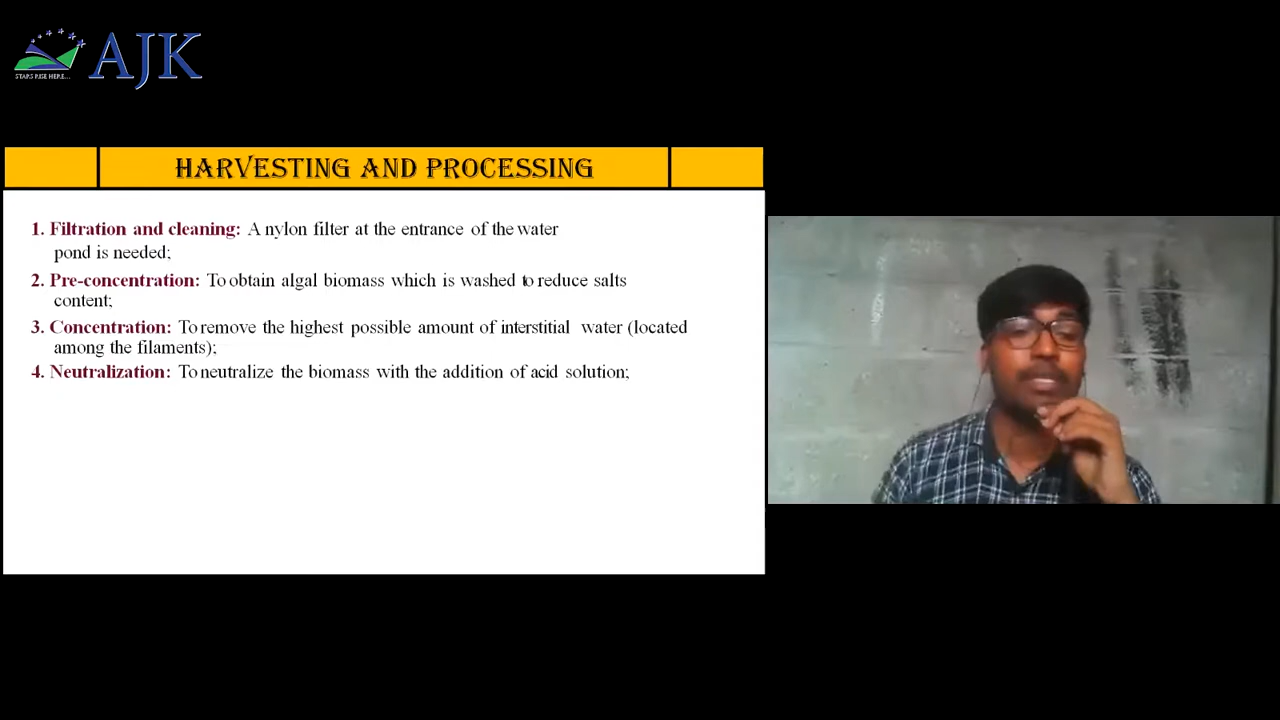 AJK
STARS RISE HERE...
HARVESTING AND PROCESSING
1. Filtration and cleaning: A nylon filter at the entrance of the water
pond is needed;
2. Pre-concentration: To obtain algal biomass which is washed to reduce salts
content;
3. Concentration: To remove the highest possible amount of interstitial water (located
among the filaments);
4. Neutralization: To neutralize the biomass with the addition of acid solution;